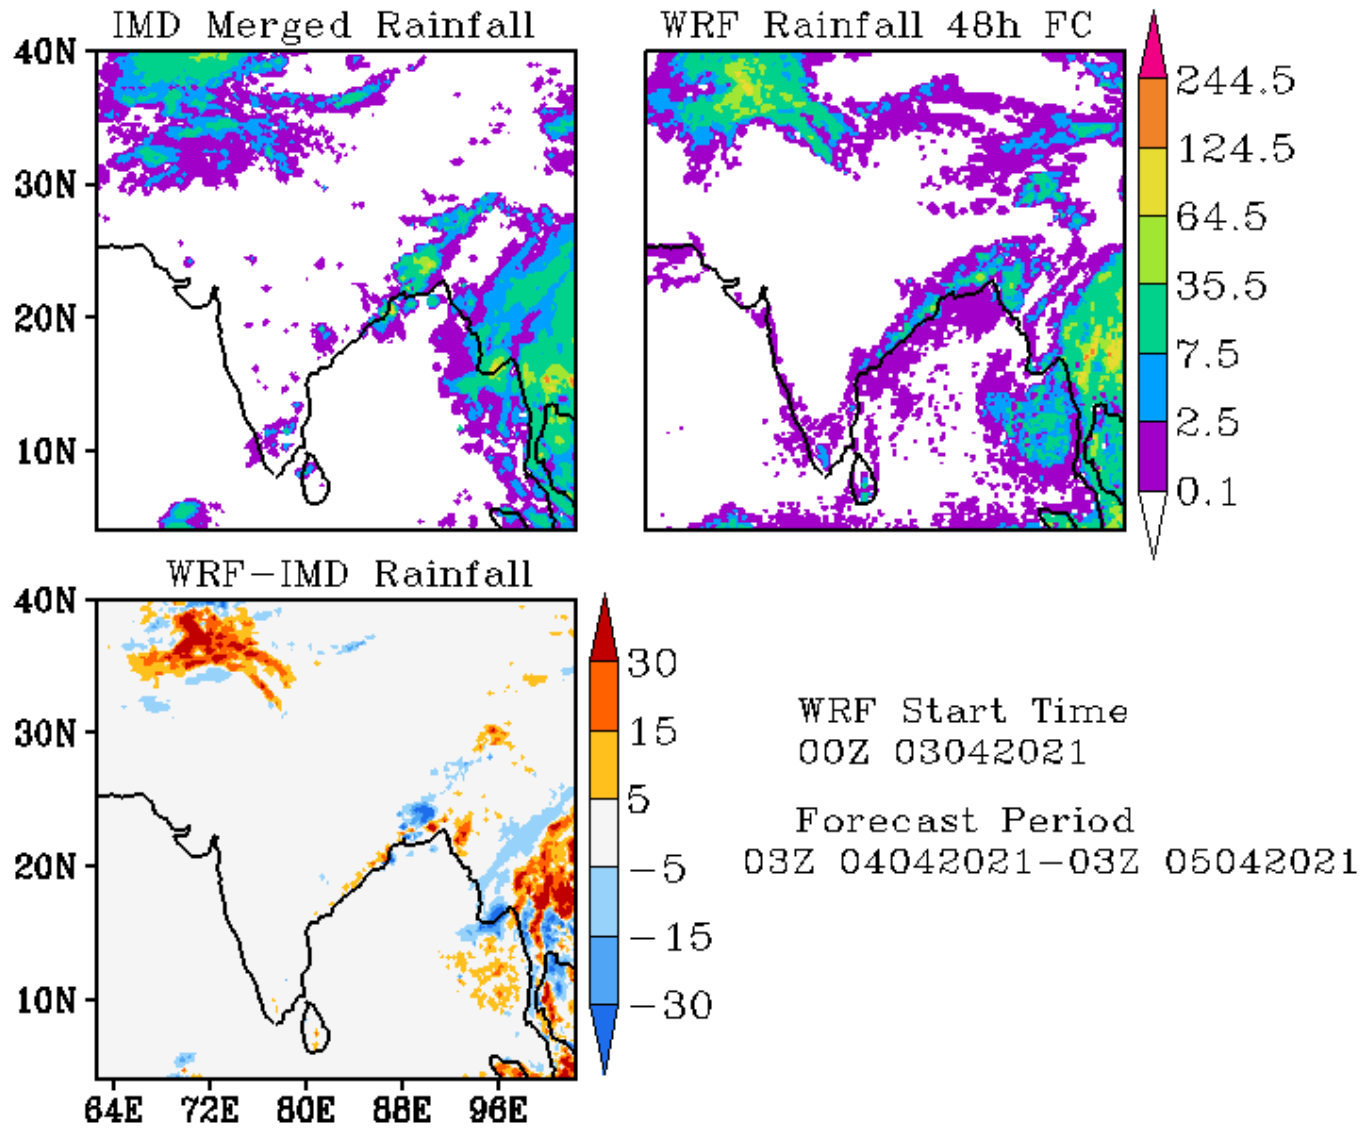 IMD Merged Rainfall
WRF Rainfall 48h FC
40N
30N
20N
10N
244.5
124.5
64.5
35.5
7.5
2.5
0.1
WRF-IMD Rainfall
40N
30N
20N
10N
64E 72E 80E 88E 96E
30
15
5
-5
-15
-30
WRF Start Time
00Z 03042021
Forecast Period
03Z 04042021-03Z 05042021